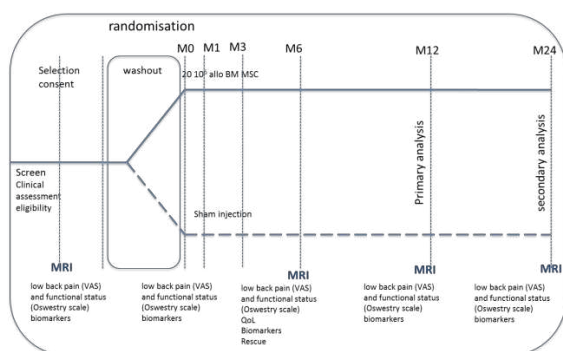 randomisation
M0
M1
M3
M6
M12
M24
Selection
consent
washout
20 10⁶ allo BM MSC
Screen
Clinical
assessment
eligibility
Sham injection
Primary analysis
secondary analysis
MRI
MRI
MRI
MRI
low back pain (VAS)
and functional status
(Oswestry scale)
biomarkers
low back pain (VAS)
and functional status
(Oswestry scale)
biomarkers
low back pain (VAS)
and functional status
(Oswestry)
QoL
Biomarkers
Rescue
low back pain (VAS)
and functional status
(Oswestry scale)
biomarkers
low back pain (VAS)
and functional status
(Oswestry scale)
biomarkers